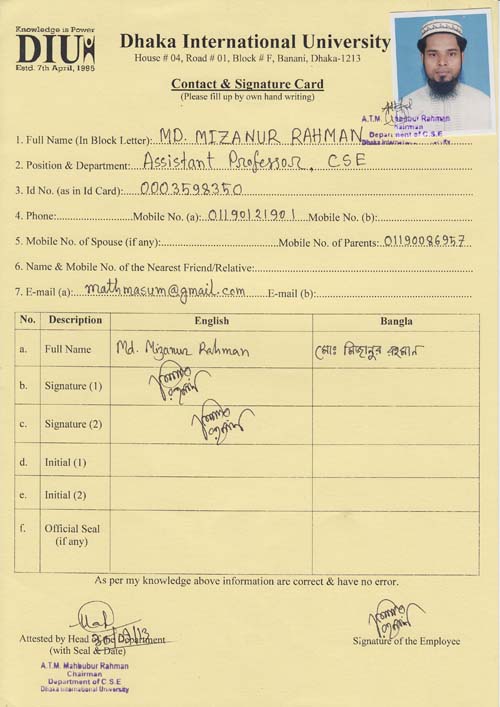 Knowledge is Power
DIU
Estd. 7th April, 1995
Dhaka International University
House # 04, Road # 01, Block # F, Banani, Dhaka-1213
Contact & Signature Card
(Please fill up by own hand writing)
A.T.M. Mahbubur Rahman
Chairman
Department of C.S.E
Dhaka International University
1. Full Name (In Block Letter): MD. MIZANUR RAHMAN
2. Position & Department: Assistant Professor, CSE
3. Id No. (as in Id Card): 0003598350
4. Phone: Mobile No. (a): 01190121901 Mobile No. (b):
5. Mobile No. of Spouse (if any): Mobile No. of Parents: 01190086957
6. Name & Mobile No. of the Nearest Friend/Relative:
7. E-mail (a): mathmasum@gmail.com E-mail (b):
No. Description English Bangla
a. Full Name Md. Mizanur Rahman মোঃ মিজানুর রহমান
b. Signature (1)
c. Signature (2)
d. Initial (1)
e. Initial (2)
f. Official Seal
(if any)
As per my knowledge above information are correct & have no error.
Attested by Head of the Department
(with Seal & Date)
Signature of the Employee
A.T.M. Mahbubur Rahman
Chairman
Department of C.S.E
Dhaka International University